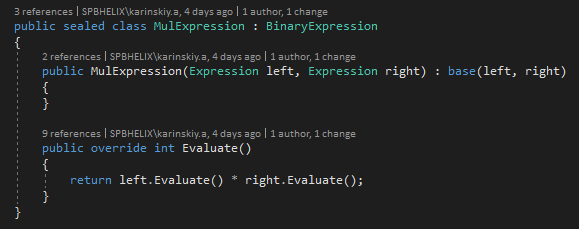 3 references | SPBHELIX\karinskiy.a, 4 days ago | 1 author, 1 change
public sealed class MulExpression : BinaryExpression
{
2 references | SPBHELIX\karinskiy.a, 4 days ago | 1 author, 1 change
public MulExpression(Expression left, Expression right) : base(left, right)
{
}
9 references | SPBHELIX\karinskiy.a, 4 days ago | 1 author, 1 change
public override int Evaluate()
{
return left.Evaluate() * right.Evaluate();
}
}